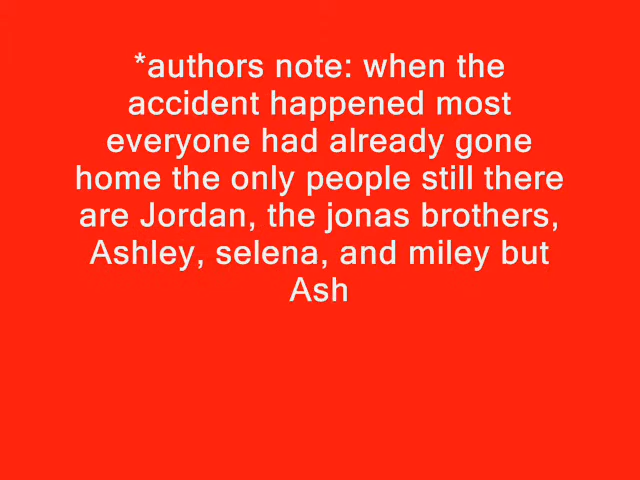 *authors note: when the
accident happened most
everyone had already gone
home the only people still there
are Jordan, the jonas brothers,
Ashley, selena, and miley but
Ash